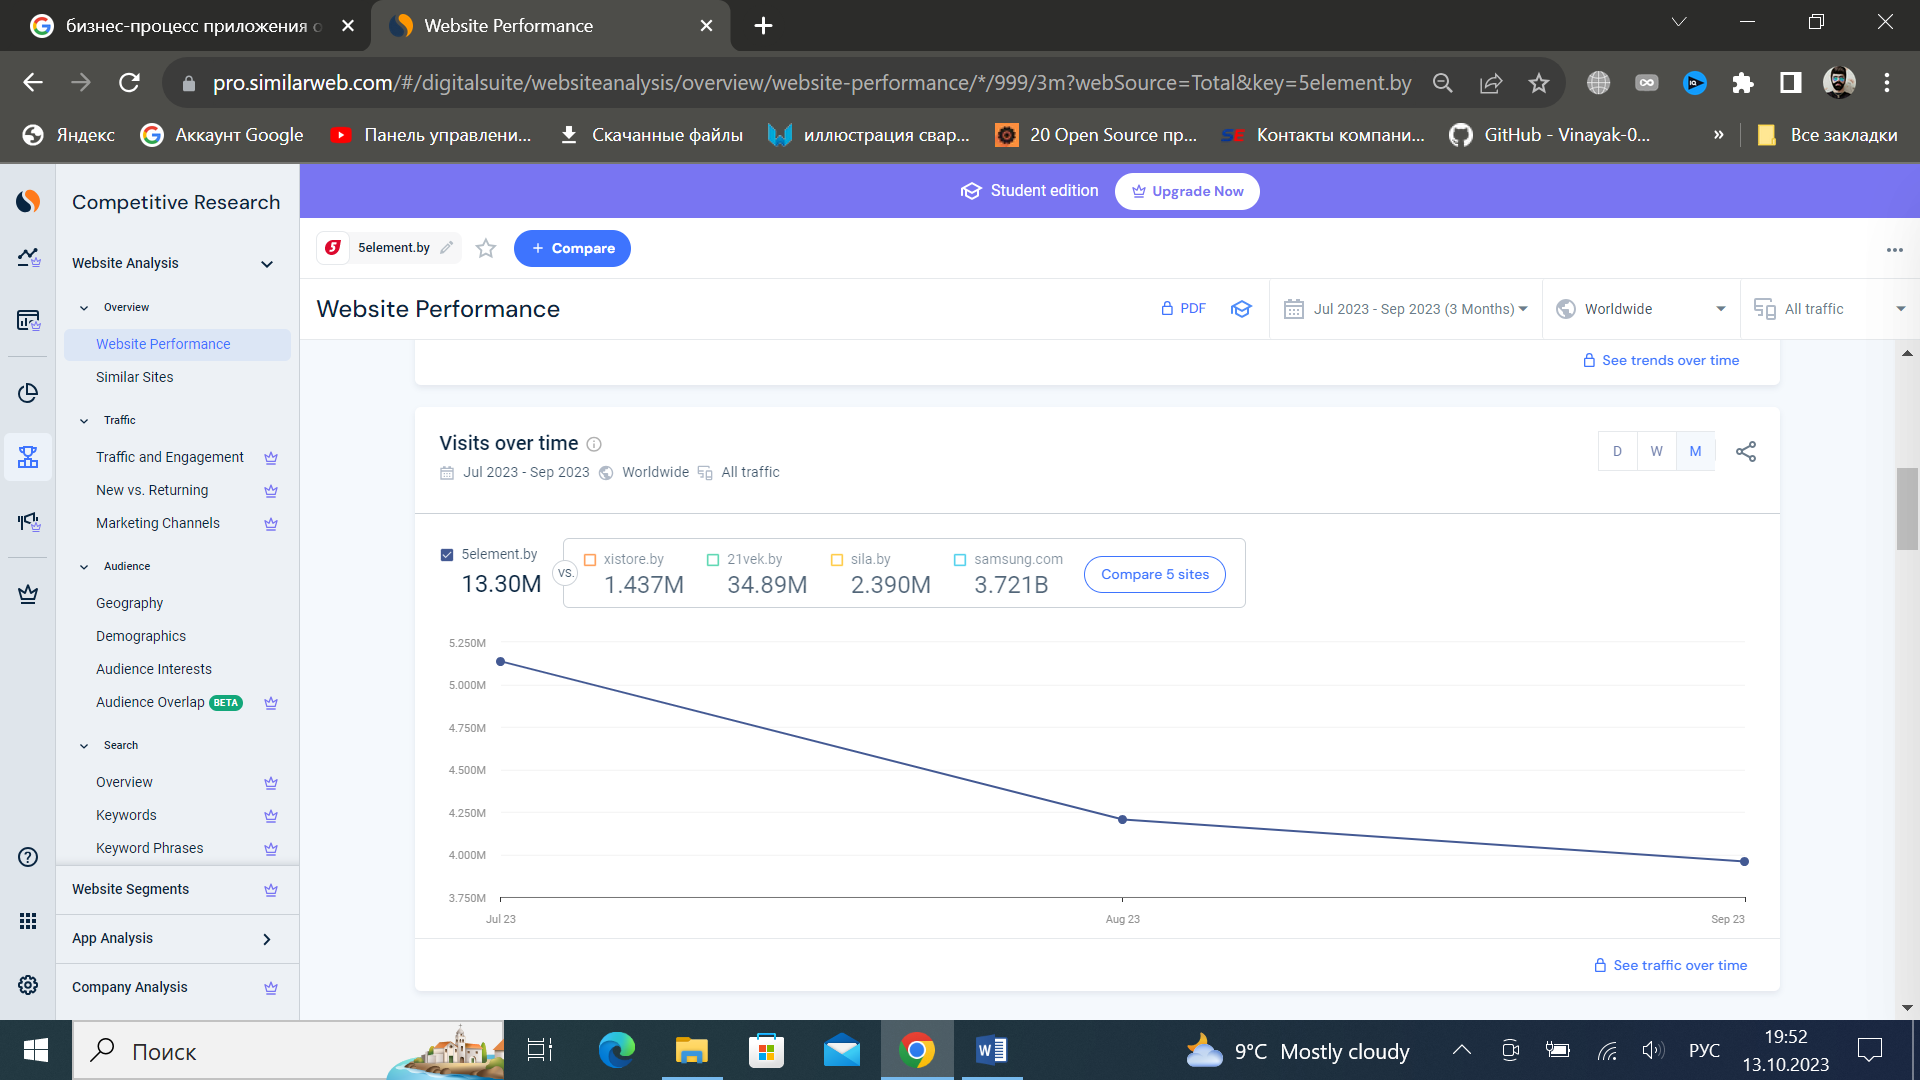 бизнес-процесс приложения о
Website Performance
pro.similarweb.com/#/digitalsuite/websiteanalysis/overview/website-performance/*/999/3m?webSource=Total&key=5element.by
Яндекс
Аккаунт Google
Панель управлени...
Скачанные файлы
иллюстрация свар...
20 Open Source пр...
SE
Контакты компани...
GitHub - Vinayak-0...
»
Все закладки
Competitive Research
Website Analysis
Overview
Website Performance
Similar Sites
Traffic
Traffic and Engagement
New vs. Returning
Marketing Channels
Audience
Geography
Demographics
Audience Interests
Audience Overlap BETA
Search
Overview
Keywords
Keyword Phrases
Website Segments
App Analysis
Company Analysis
Student edition
Upgrade Now
5 5element.by
+ Compare
Website Performance
PDF
Jul 2023 - Sep 2023 (3 Months)
Worldwide
All traffic
See trends over time
Visits over time
Jul 2023 - Sep 2023 Worldwide All traffic
D W M
5element.by
13.30M
VS.
xistore.by
1.437M
21vek.by
34.89M
sila.by
2.390M
samsung.com
3.721B
Compare 5 sites
5.250M
5.000M
4.750M
4.500M
4.250M
4.000M
3.750M
Jul 23
Aug 23
Sep 23
See traffic over time
Поиск
W
9°C Mostly cloudy
РУС
19:52
13.10.2023